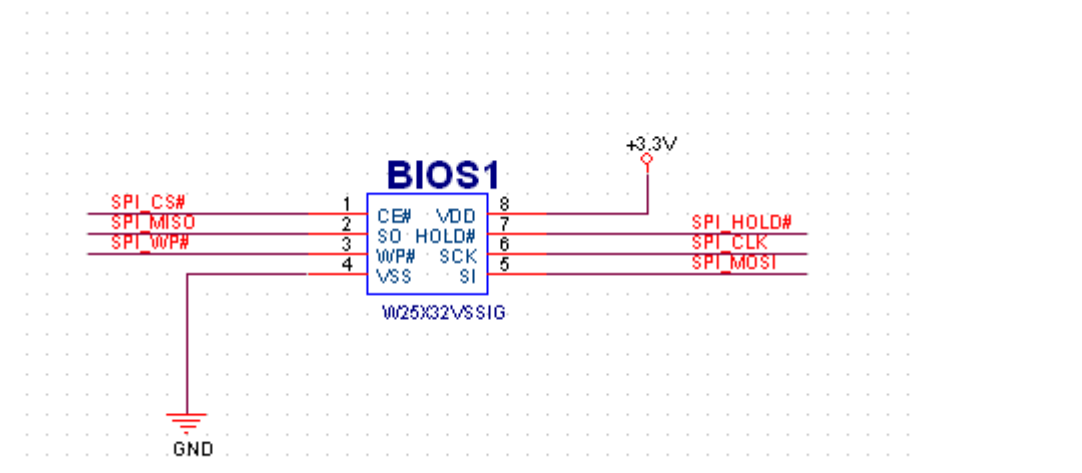 +3.3V
BIOS1
SPI_CS# 1 CE# VDD 8
SPI_MISO 2 SO HOLD# 7 SPI_HOLD#
SPI_WP# 3 WP# SCK 6 SPI_CLK
4 VSS SI 5 SPI_MOSI
W25X32VSSIG
GND